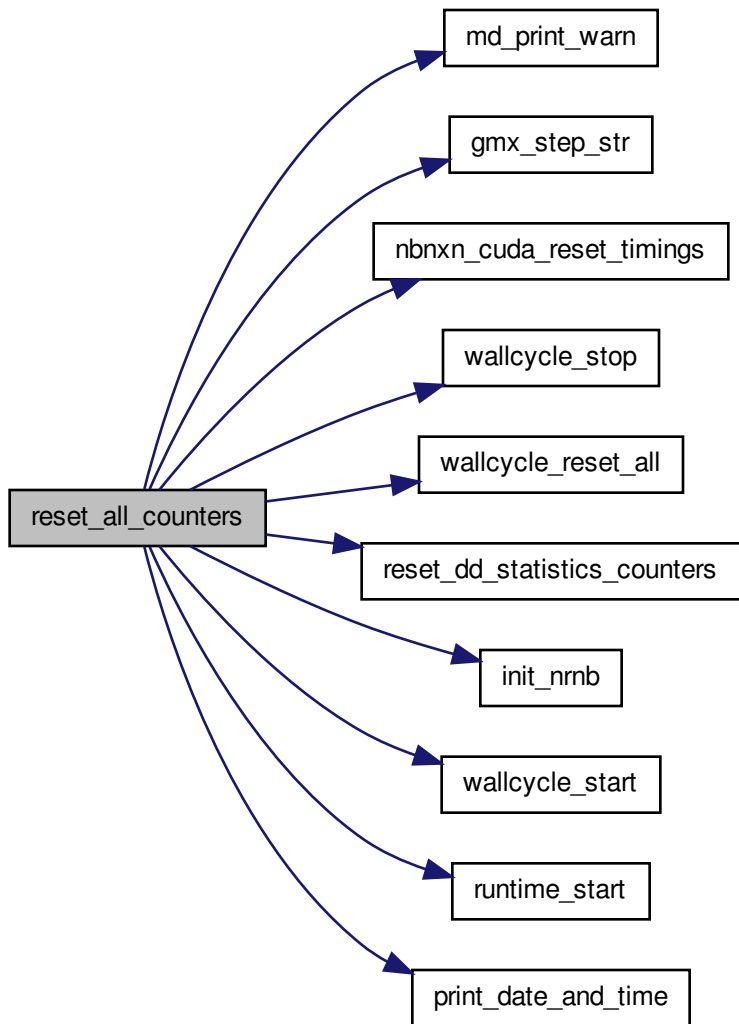 md_print_warn
gmx_step_str
nbnxn_cuda_reset_timings
wallcycle_stop
wallcycle_reset_all
reset_all_counters
reset_dd_statistics_counters
init_nrnb
wallcycle_start
runtime_start
print_date_and_time